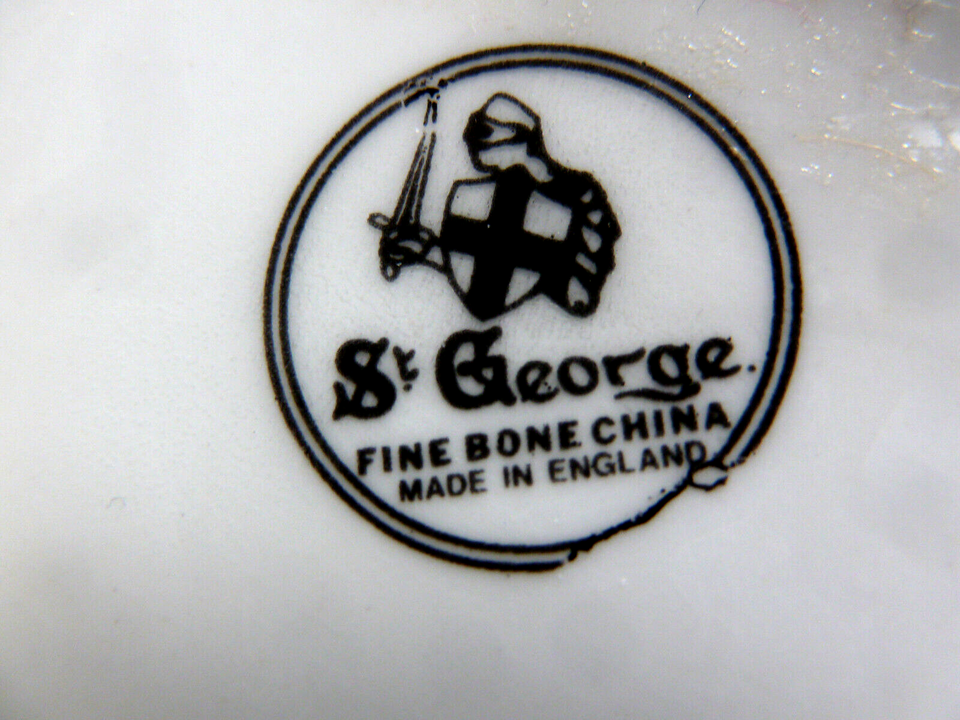 St George.
FINE BONE CHINA
MADE IN ENGLAND